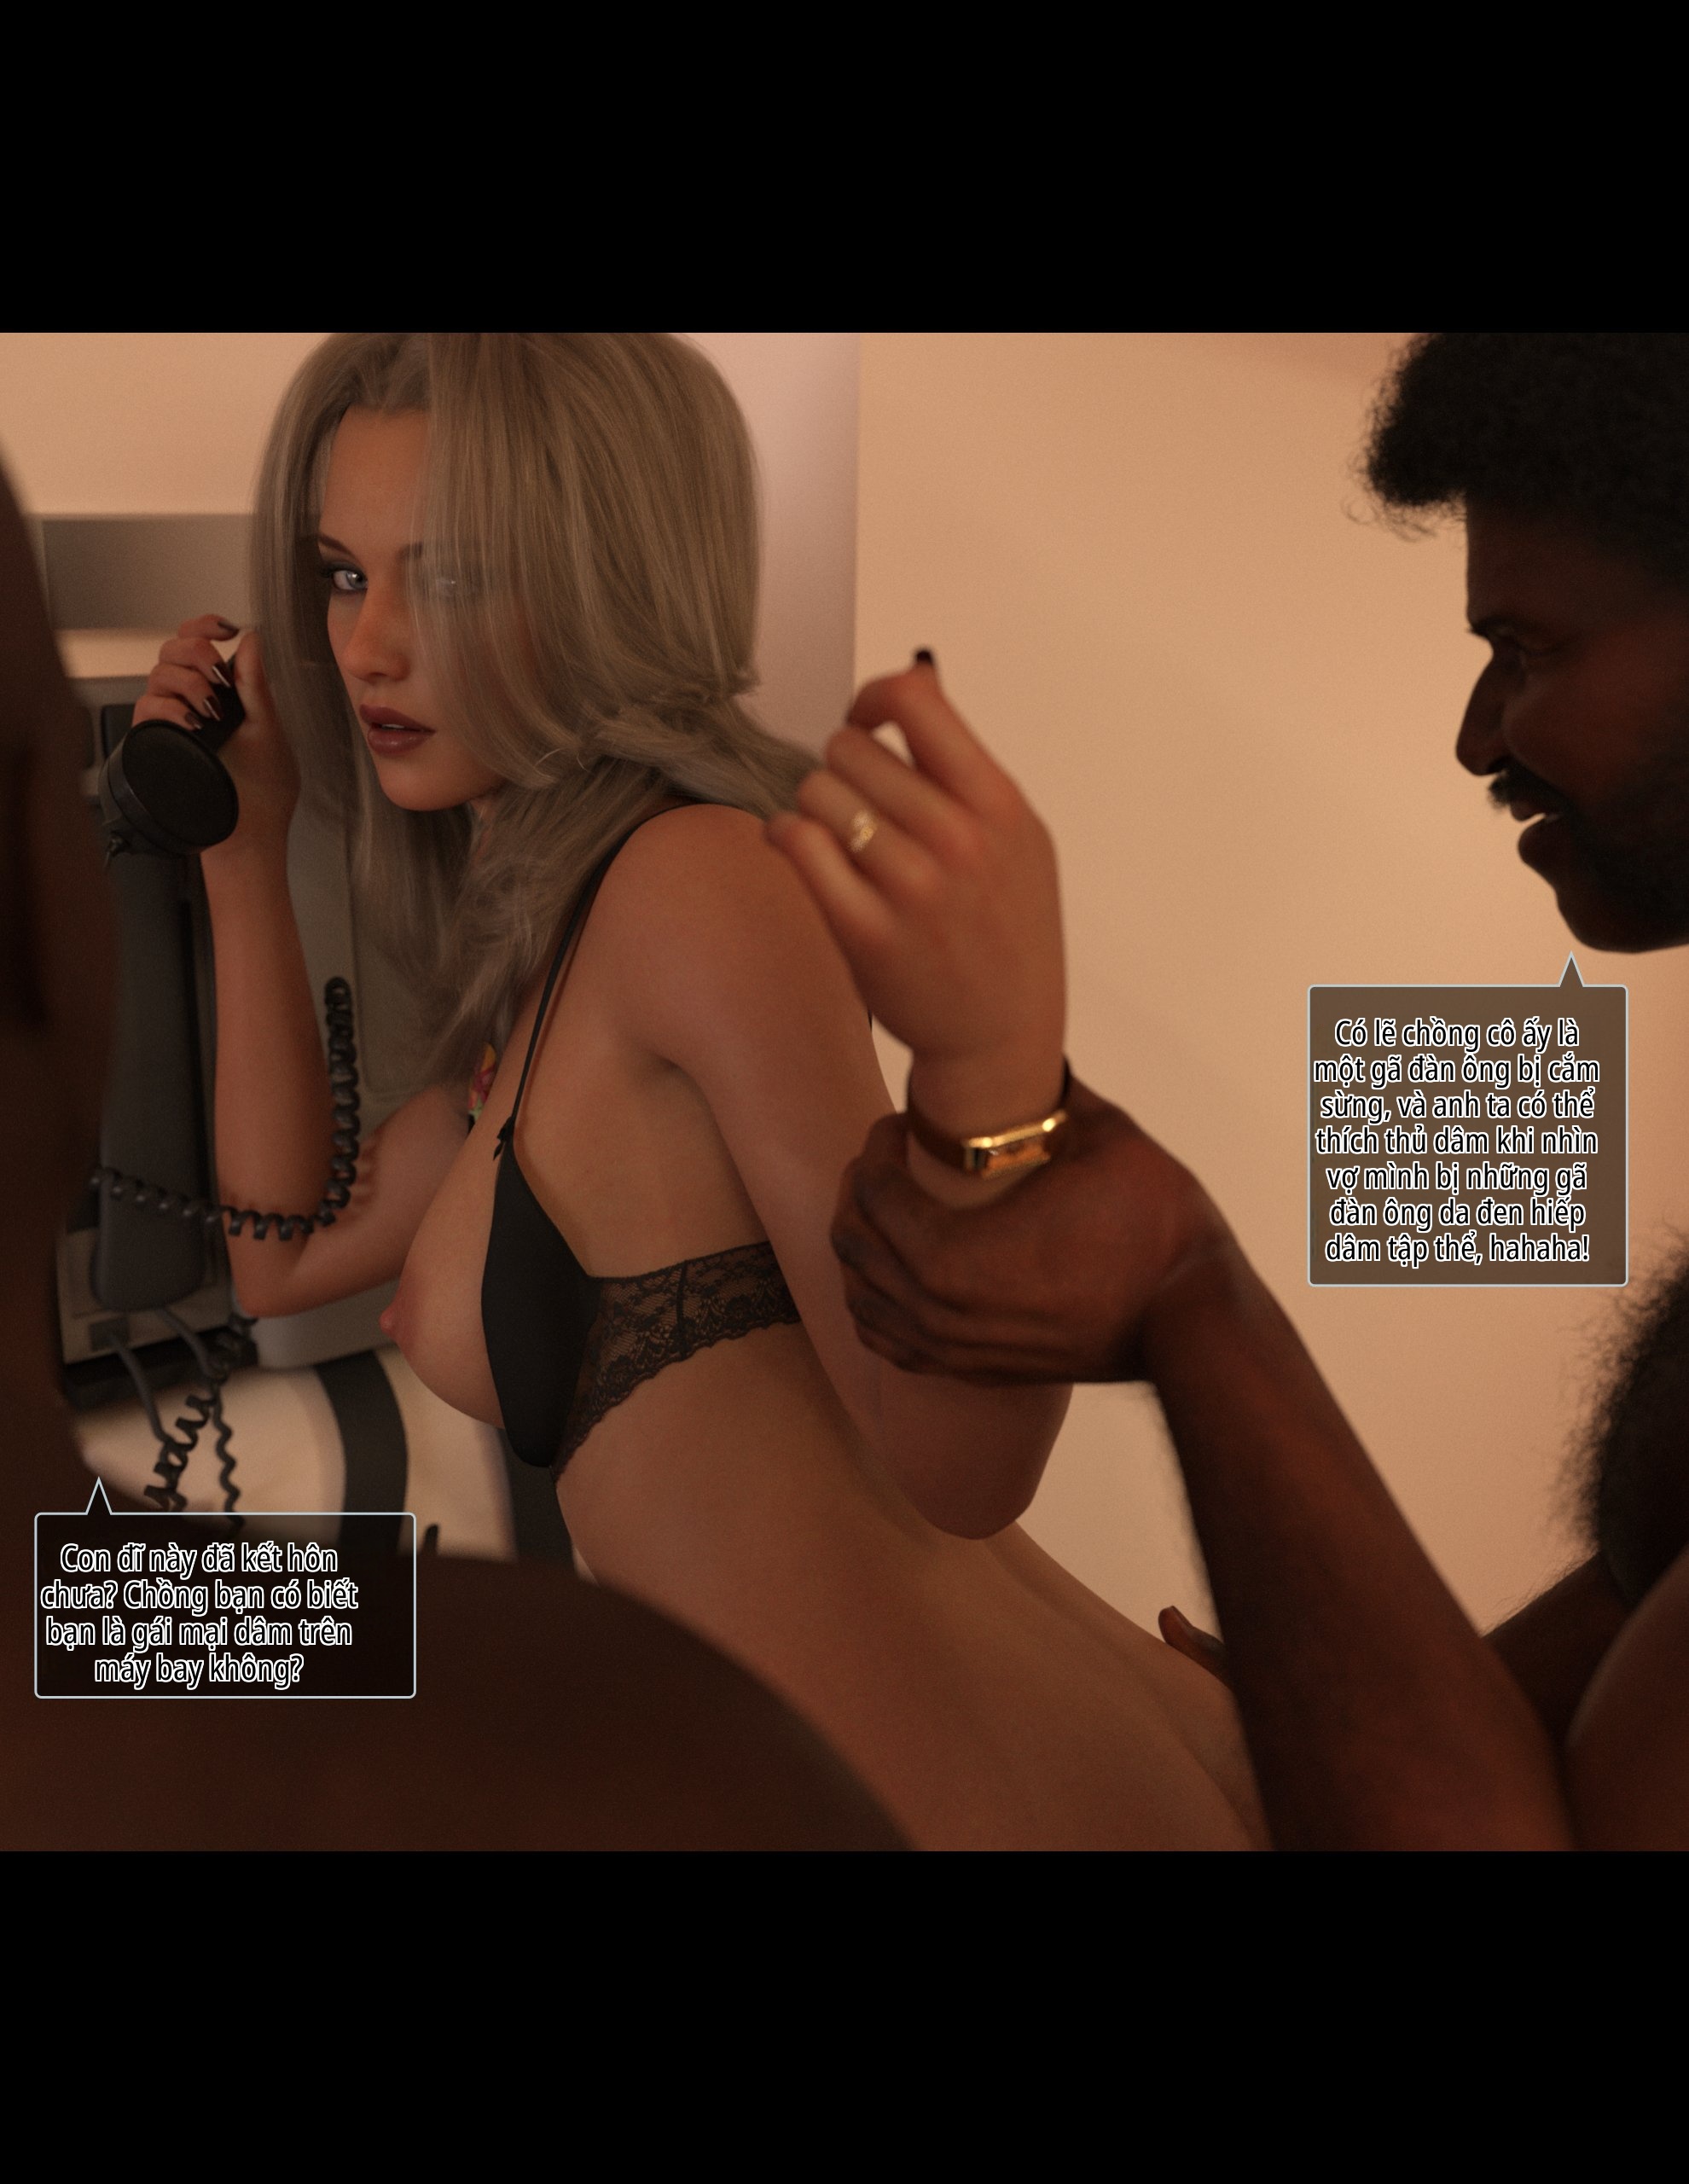 Có lẽ chồng cô ấy là
một gã đàn ông bị cắm
sừng, và anh ta có thể
thích thủ dâm khi nhìn
vợ mình bị những gã
đàn ông da đen hiếp
dâm tập thể, hahaha!
Con đĩ này đã kết hôn
chưa? Chồng bạn có biết
bạn là gái mại dâm trên
máy bay không?